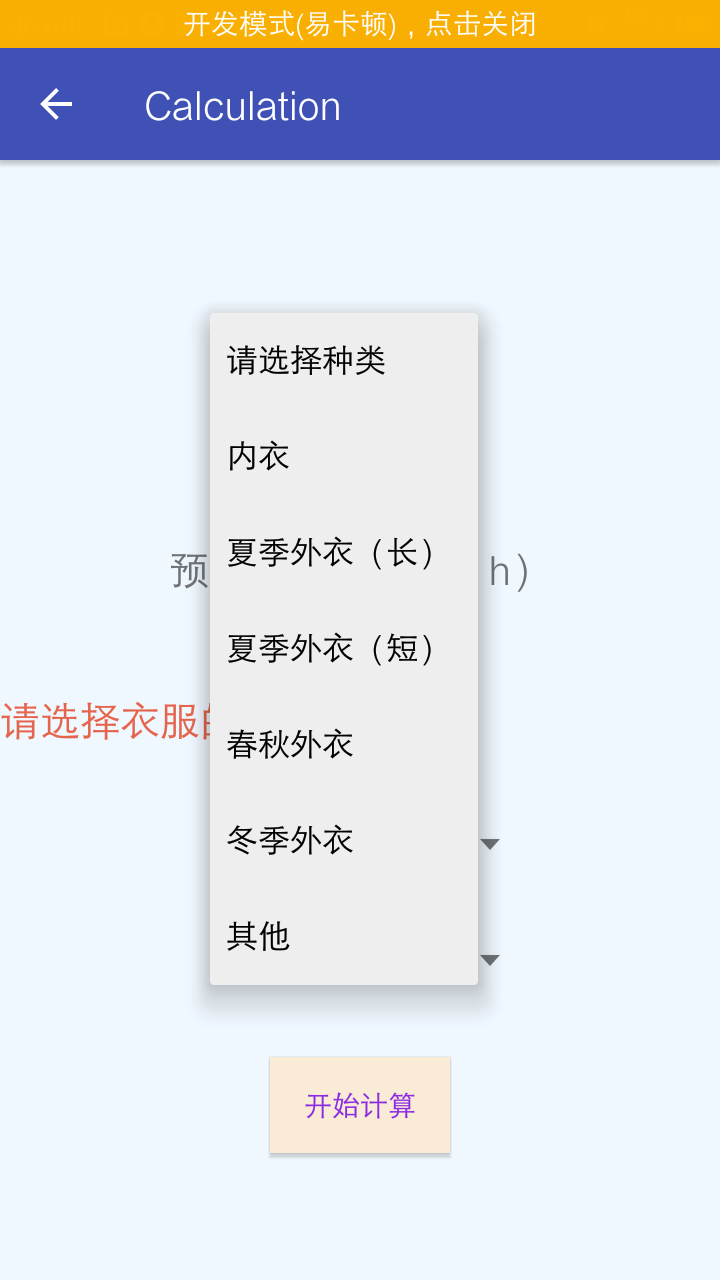 开发模式(易卡顿)，点击关闭
Calculation
请选择种类
内衣
夏季外衣（长）
预
h）
夏季外衣（短）
请选择衣服
春秋外衣
冬季外衣
其他
开始计算